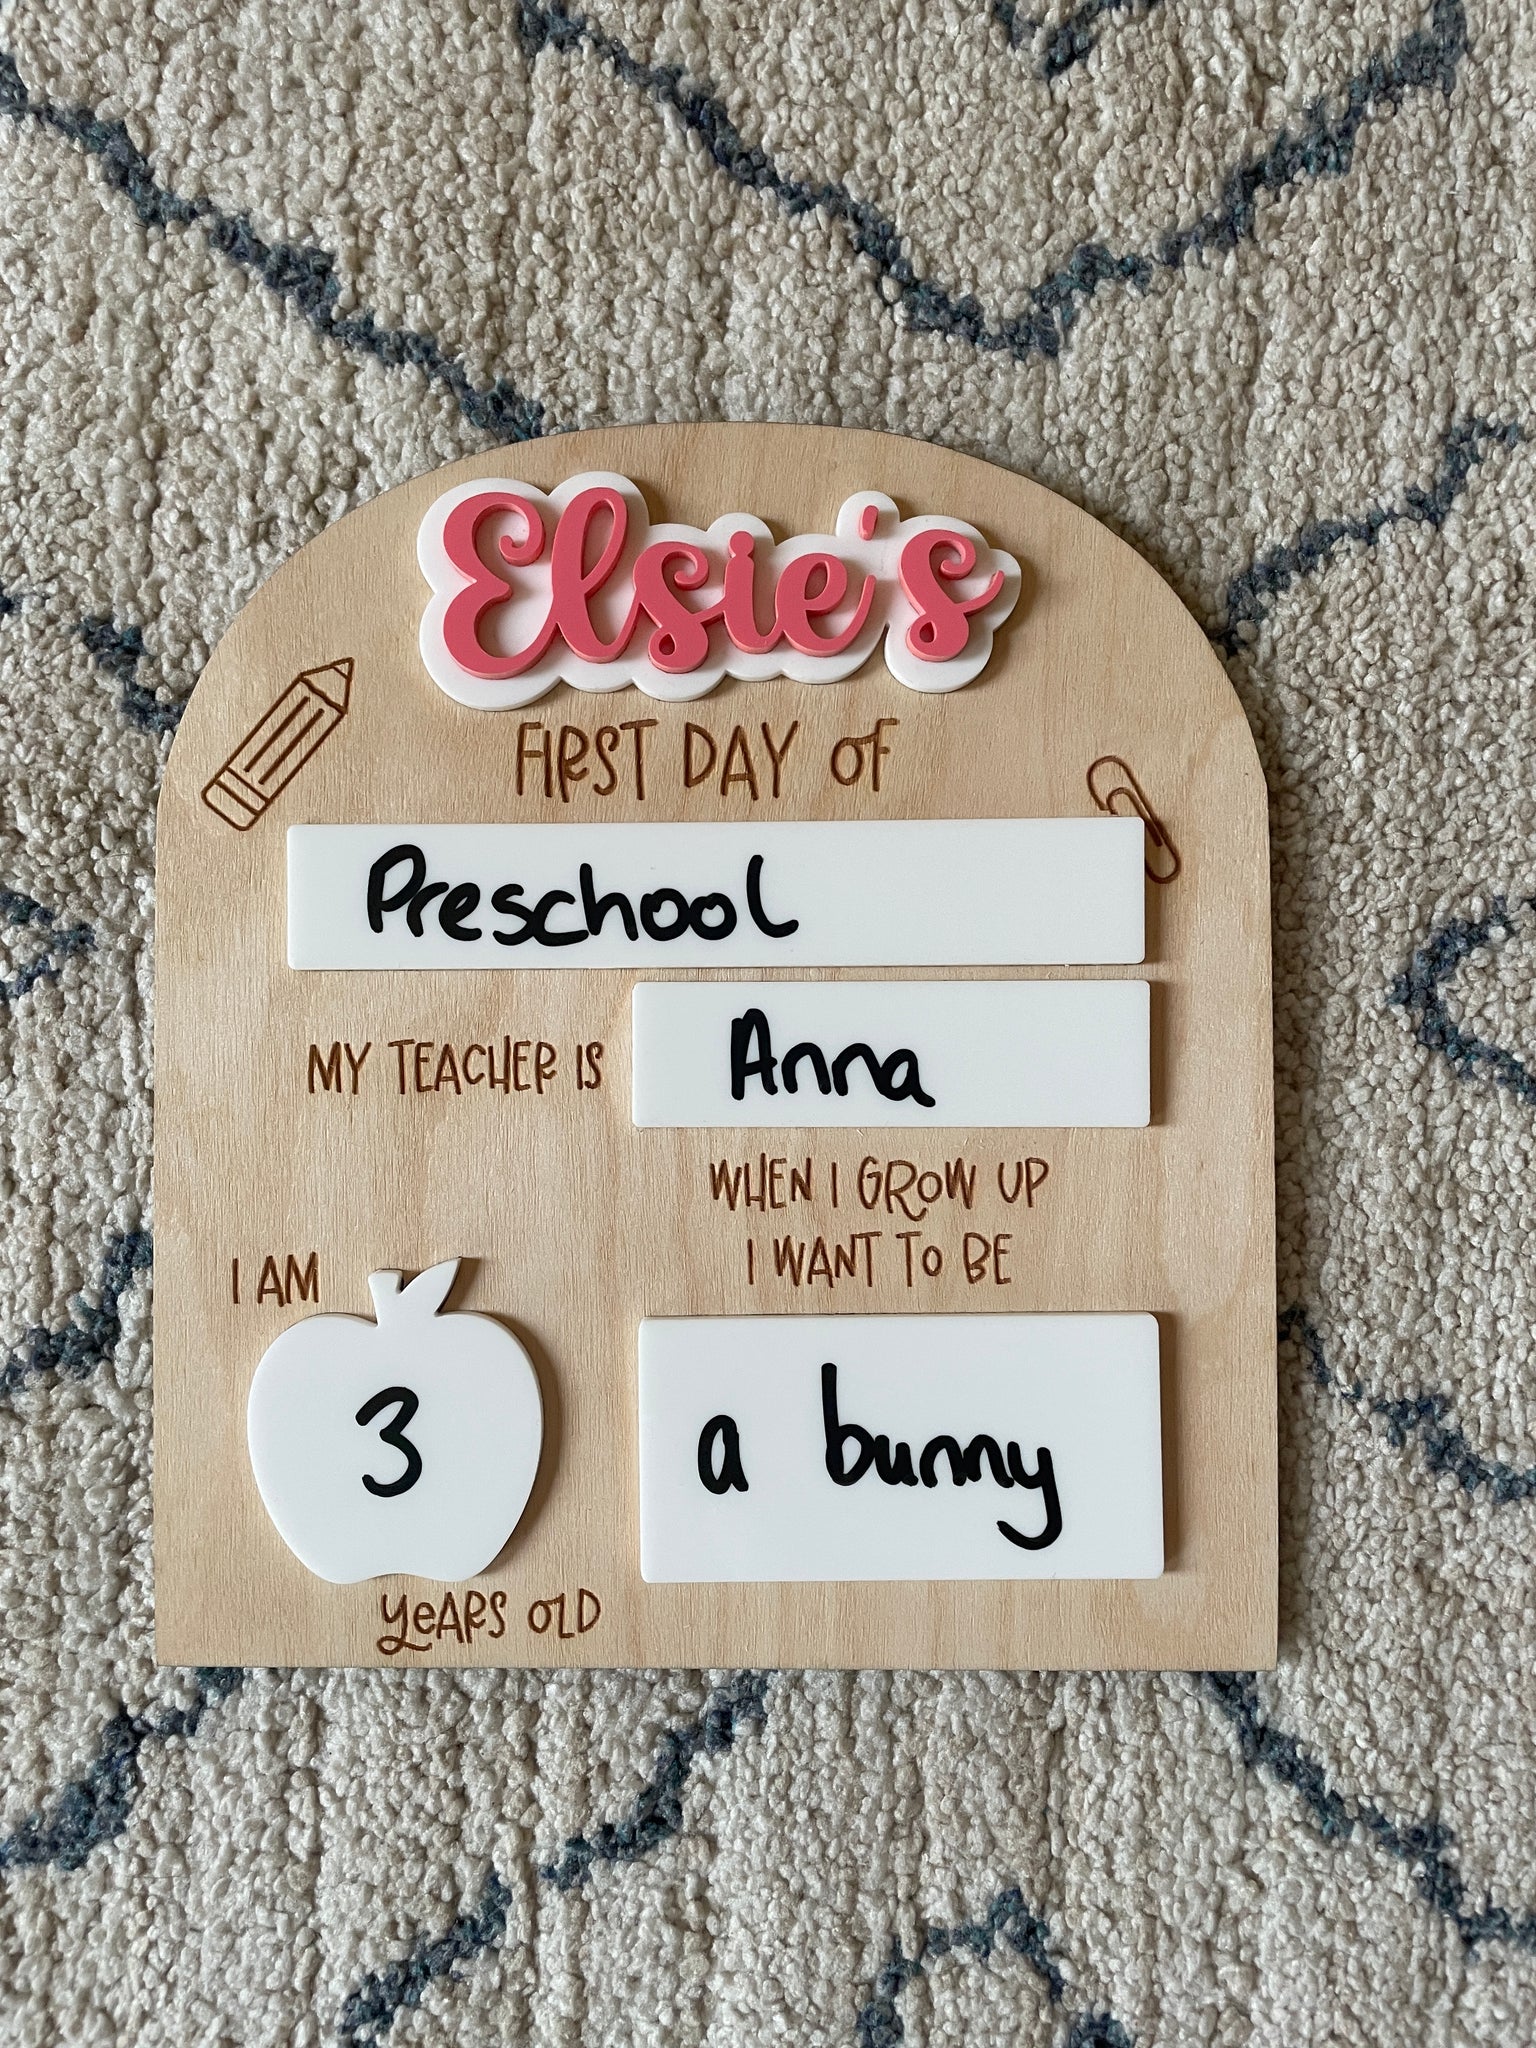 Elsie's
FIRST DAY OF
Preschool
MY TEACHER IS Anna
WHEN I GROW UP
I WANT TO BE
a bunny
I AM
3
YEARS OLD